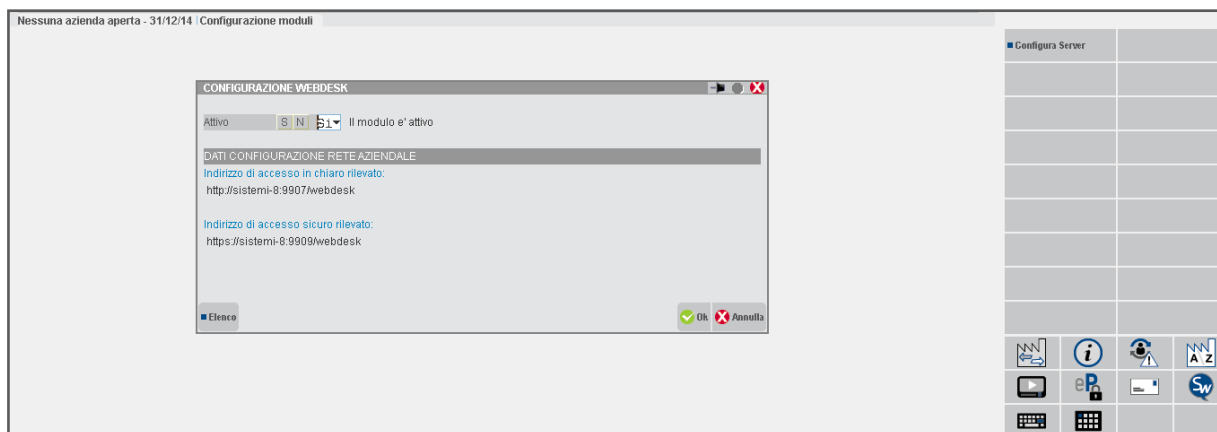 Nessuna azienda aperta - 31/12/14 Configurazione moduli
Configura Server
CONFIGURAZIONE WEBDESK
Attivo S N Si Il modulo e' attivo
DATI CONFIGURAZIONE RETE AZIENDALE
Indirizzo di accesso in chiaro rilevato:
http://sistemi-8:9907/webdesk
Indirizzo di accesso sicuro rilevato:
https://sistemi-8:9909/webdesk
Elenco Ok Annulla
i A Z
eP Sw